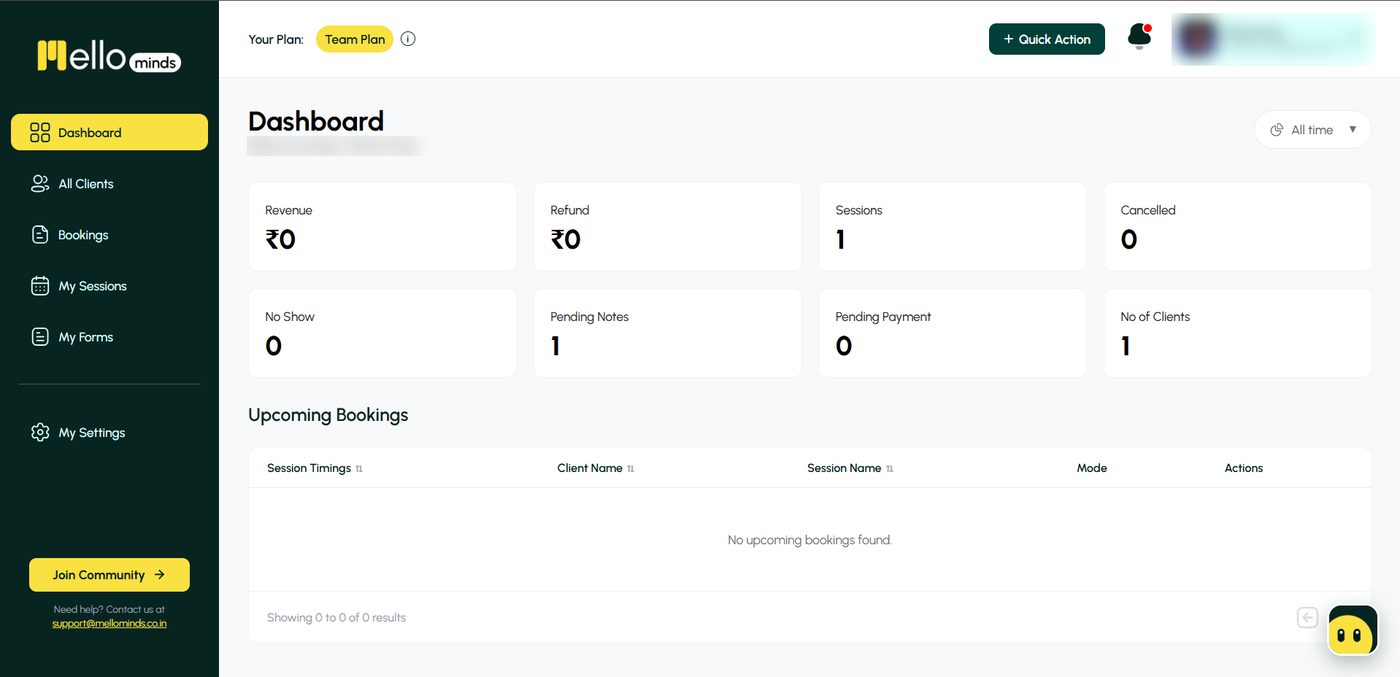 Mello minds
Your Plan: Team Plan
+ Quick Action
Dashboard
All Clients
Bookings
My Sessions
My Forms
My Settings
Join Community →
Need help? Contact us at
support@mellominds.co.in
Dashboard
All time ▼
Revenue
₹0
Refund
₹0
Sessions
1
Cancelled
0
No Show
0
Pending Notes
1
Pending Payment
0
No of Clients
1
Upcoming Bookings
Session Timings Client Name Session Name Mode Actions
No upcoming bookings found.
Showing 0 to 0 of 0 results